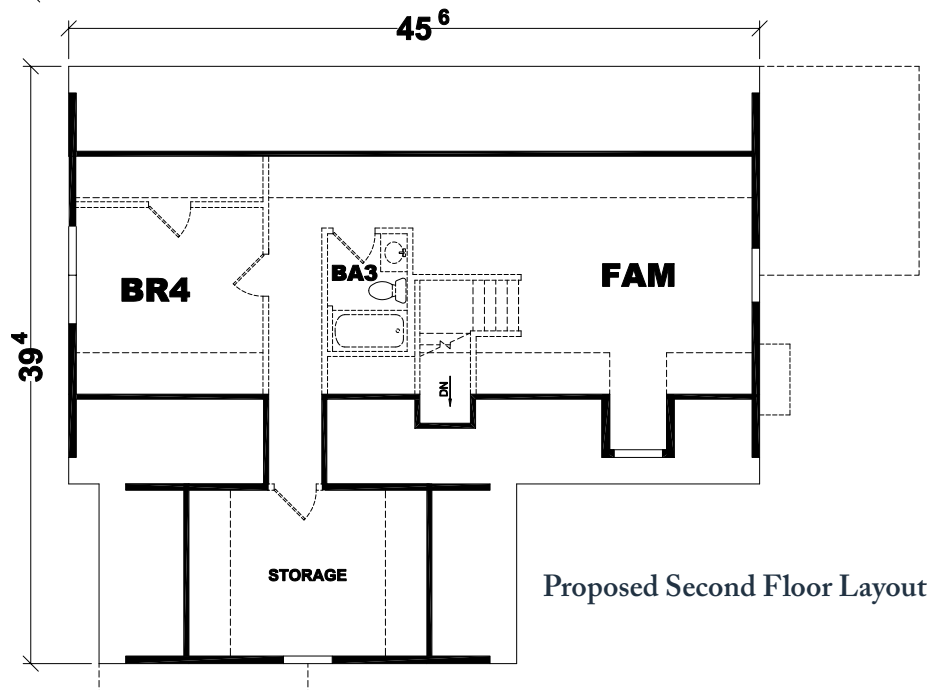 45 6
39 4
BR4
BA3
FAM
DN
STORAGE
Proposed Second Floor Layout